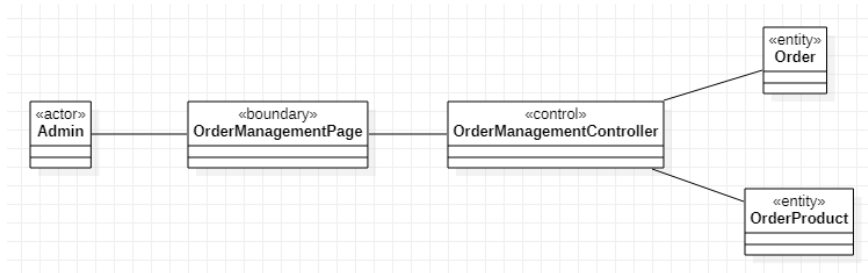 «entity»
Order
«actor»
Admin
«boundary»
OrderManagementPage
«control»
OrderManagementController
«entity»
OrderProduct